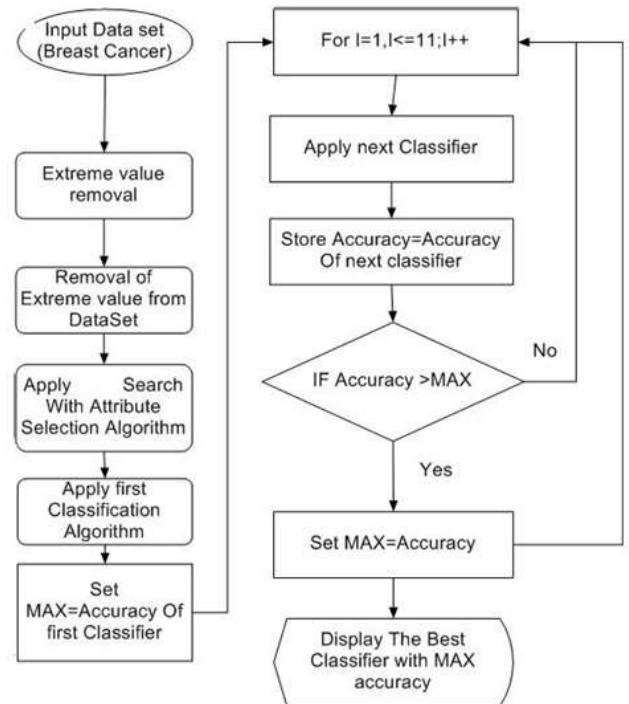 Input Data set
(Breast Cancer)
Extreme value
removal
Removal of
Extreme value from
DataSet
Apply Search
With Attribute
Selection Algorithm
Apply first
Classification
Algorithm
Set
MAX=Accuracy Of
first Classifier
For I=1,I<=11;I++
Apply next Classifier
Store Accuracy=Accuracy
Of next classifier
IF Accuracy >MAX
No
Yes
Set MAX=Accuracy
Display The Best
Classifier with MAX
accuracy